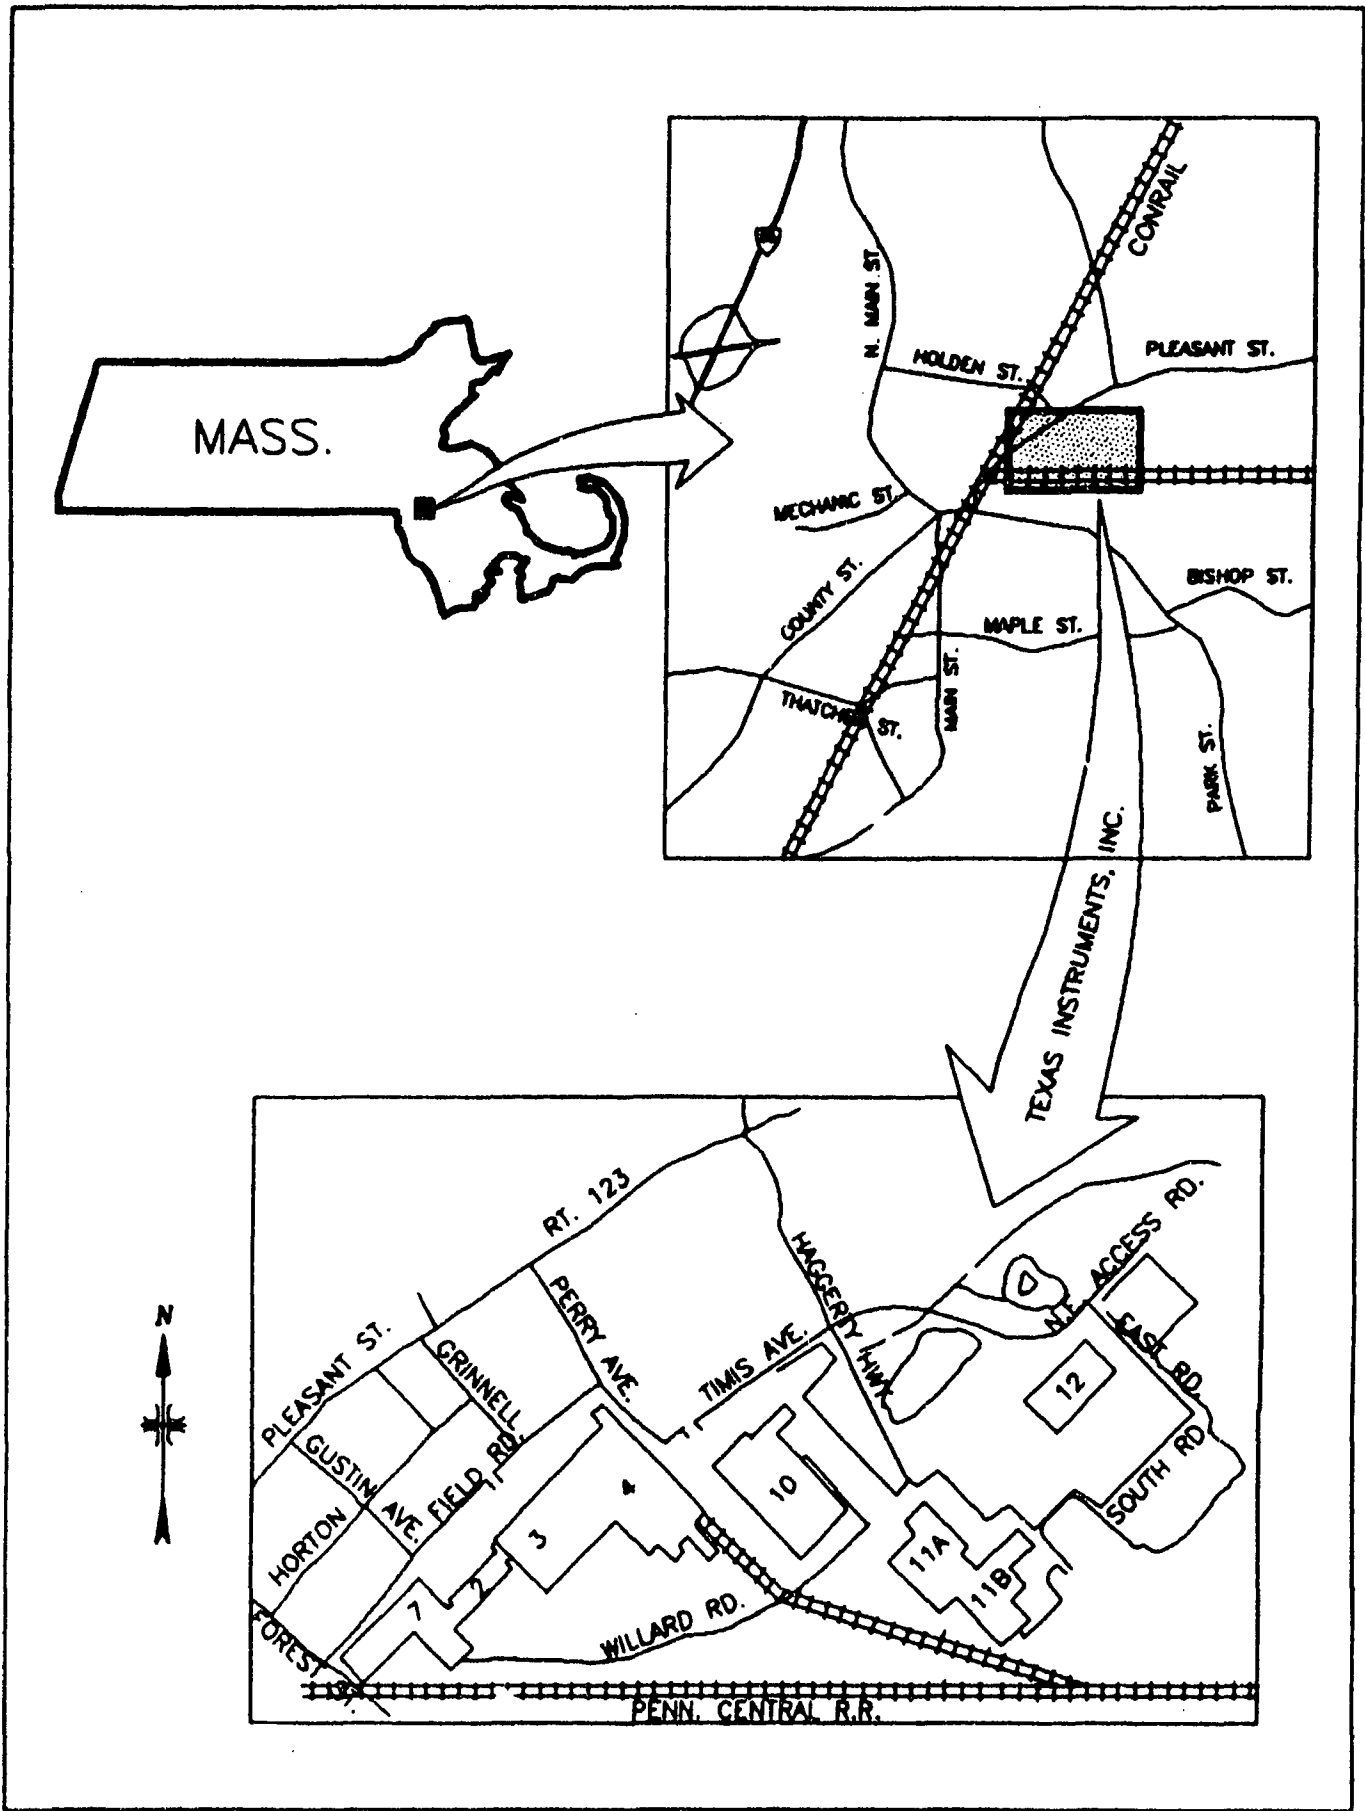 MASS.
CONRAIL
N. MAIN ST
HOLDEN ST.
PLEASANT ST.
MECHANIC ST.
COUNTY ST.
BISHOP ST.
MAPLE ST.
MAIN ST.
THATCHER ST.
PARK ST.
TEXAS INSTRUMENTS, INC.
RT. 123
HAGGERTY HWY.
N.E. ACCESS RD.
PERRY AVE.
TIMIS AVE.
EAST RD.
PLEASANT ST.
GRINNELL
GUSTIN AVE.
FIELD RD.
HORTON
SOUTH RD
FOREST ST.
WILLARD RD.
12
10
4
3
2
7
11A
11B
PENN. CENTRAL R.R.
N